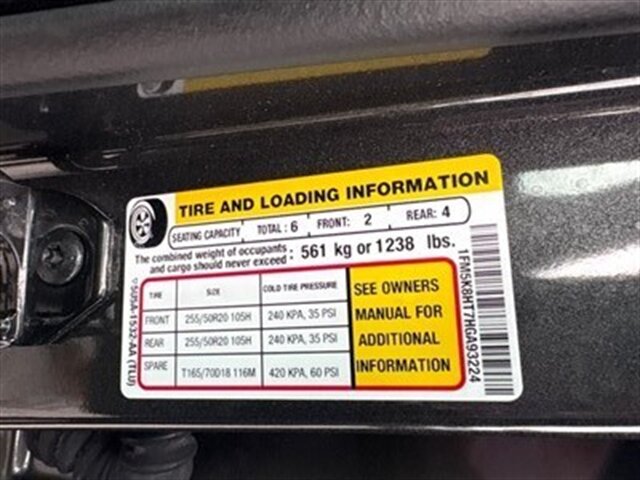 TIRE AND LOADING INFORMATION
SEATING CAPACITY TOTAL : 6 FRONT: 2 REAR: 4
The combined weight of occupants
and cargo should never exceed : 561 kg or 1238 lbs.
TIRE SIZE COLD TIRE PRESSURE
FRONT 255/50R20 105H 240 KPA, 35 PSI
REAR 255/50R20 105H 240 KPA, 35 PSI
SPARE T165/70D18 116M 420 KPA, 60 PSI
SEE OWNERS
MANUAL FOR
ADDITIONAL
INFORMATION
1FM5K8HT7HGA93224
-1532-AA (TLU)